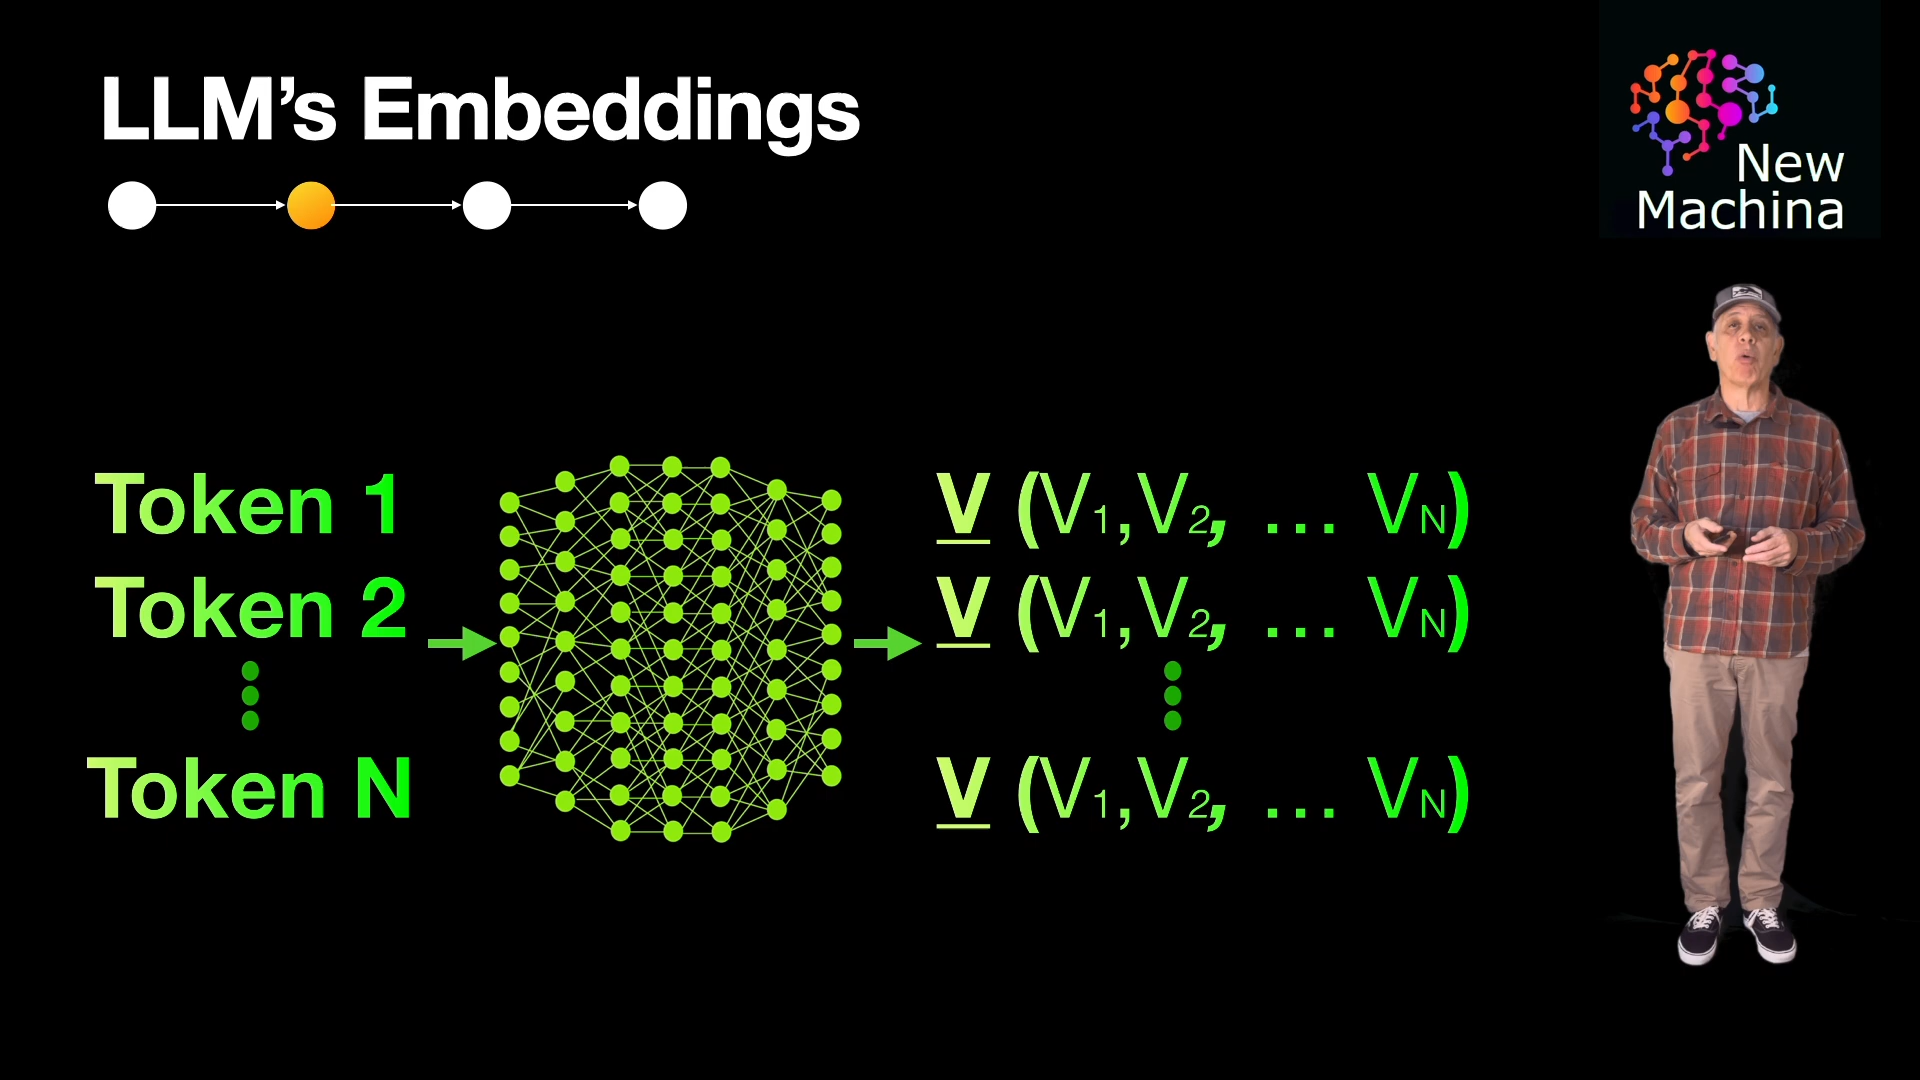 LLM’s Embeddings
New
Machina
Token 1
V (V1,V2, ... VN)
Token 2
V (V1,V2, ... VN)
Token N
V (V1,V2, ... VN)